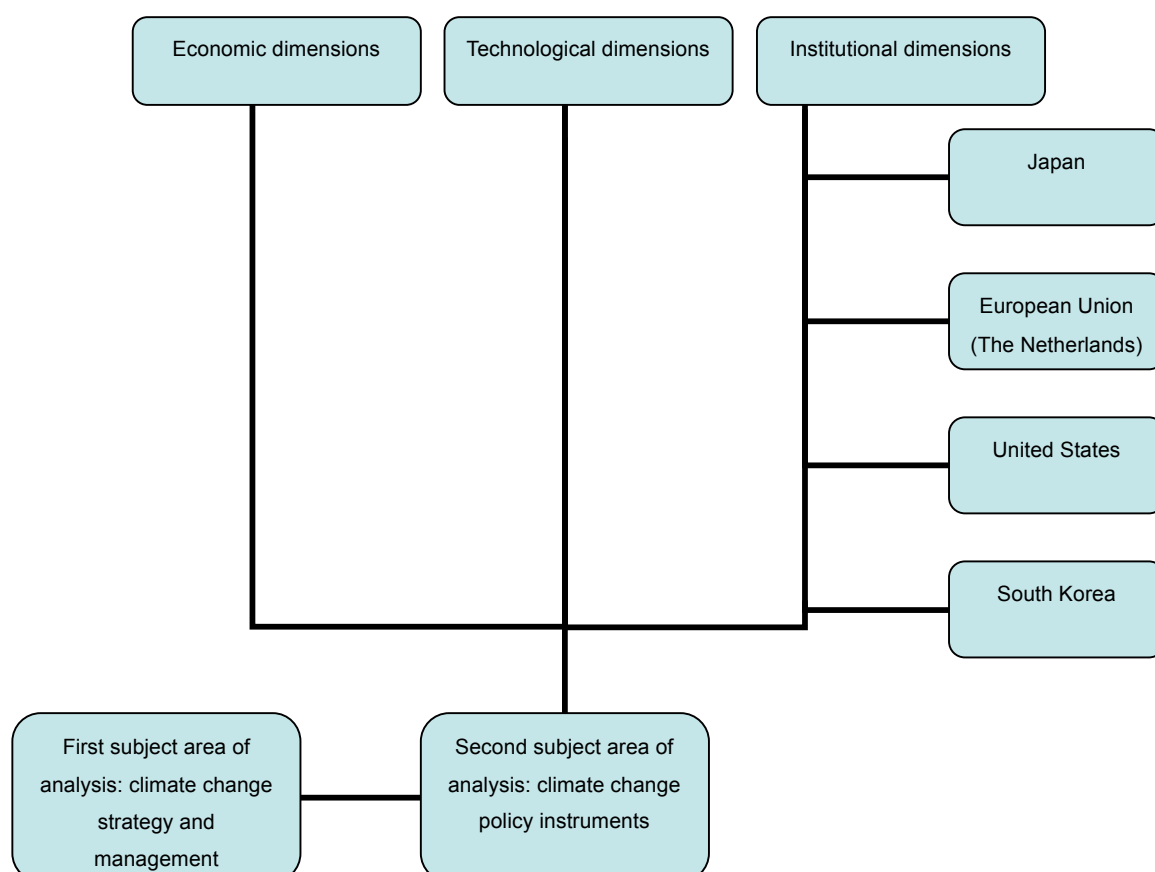 Economic dimensions
Technological dimensions
Institutional dimensions
Japan
European Union
(The Netherlands)
United States
South Korea
First subject area of
analysis: climate change
strategy and
management
Second subject area of
analysis: climate change
policy instruments